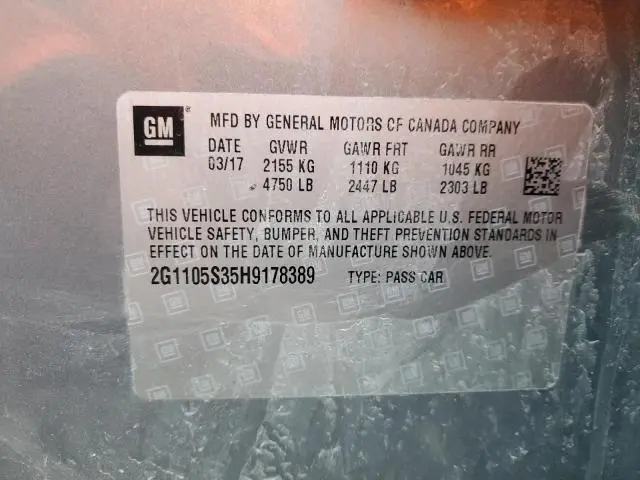 GM ® MFD BY GENERAL MOTORS OF CANADA COMPANY
DATE GVWR GAWR FRT GAWR RR
03/17 2155 KG 1110 KG 1045 KG
4750 LB 2447 LB 2303 LB
THIS VEHICLE CONFORMS TO ALL APPLICABLE U.S. FEDERAL MOTOR
VEHICLE SAFETY, BUMPER, AND THEFT PREVENTION STANDARDS IN
EFFECT ON THE DATE OF MANUFACTURE SHOWN ABOVE.
2G1105S35H9178389 TYPE: PASS CAR